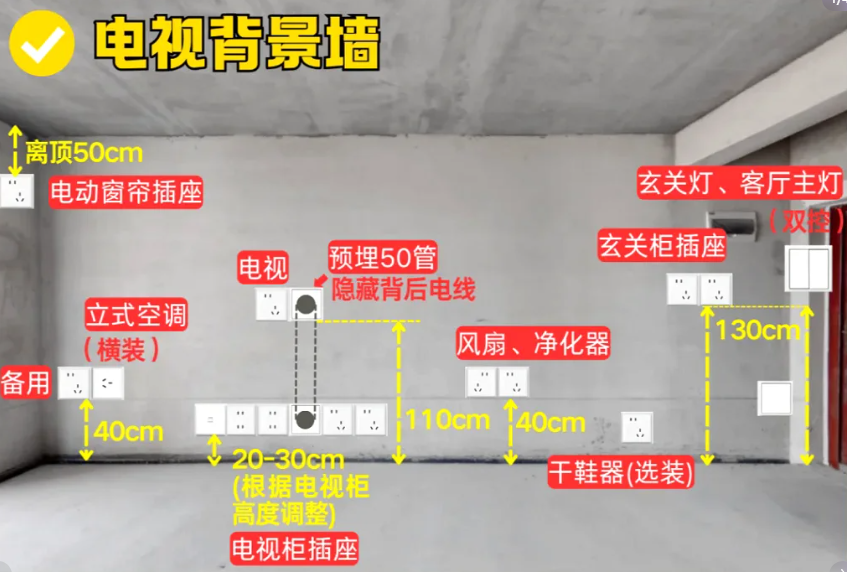 电视背景墙
离顶50cm
电动窗帘插座
玄关灯、客厅主灯
(双控)
玄关柜插座
电视
预埋50管
隐藏背后电线
立式空调
(横装)
130cm
风扇、净化器
备用
40cm
110cm
40cm
20-30cm
(根据电视柜
高度调整)
干鞋器(选装)
电视柜插座